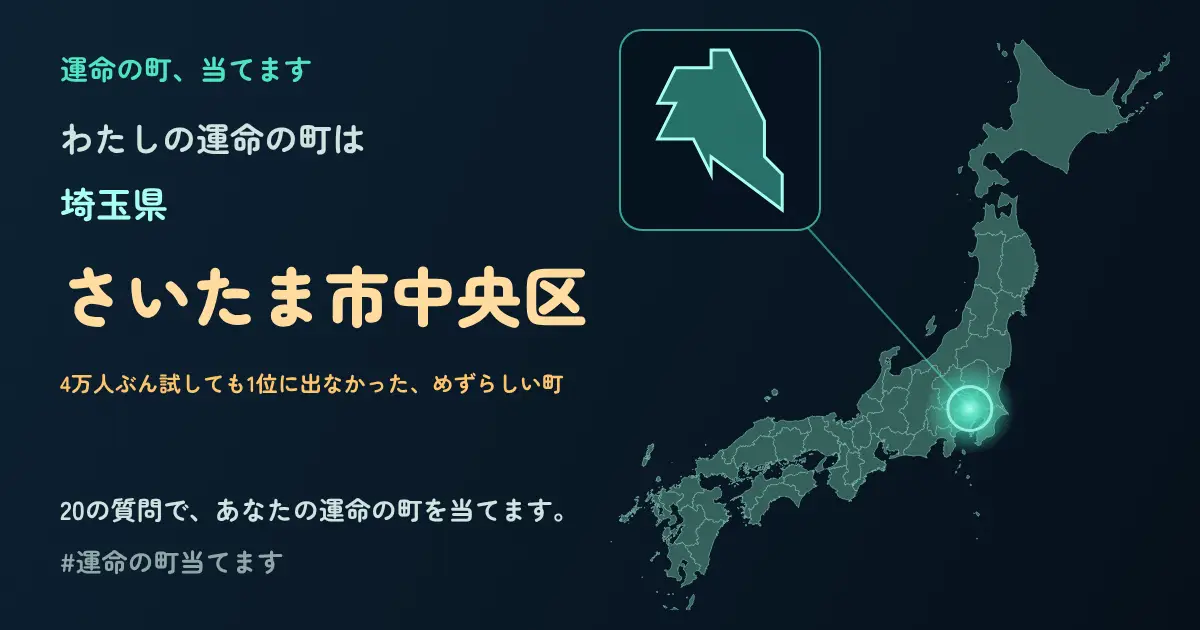 運命の町、当てます
わたしの運命の町は
埼玉県
さいたま市中央区
4万人ぶん試しても1位に出なかった、めずらしい町
20の質問で、あなたの運命の町を当てます。
#運命の町当てます